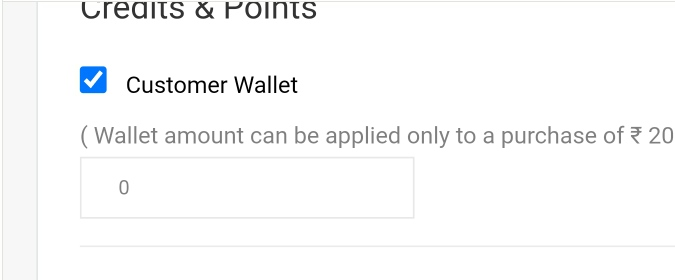 Credits & Points
Customer Wallet
( Wallet amount can be applied only to a purchase of ₹ 20
0